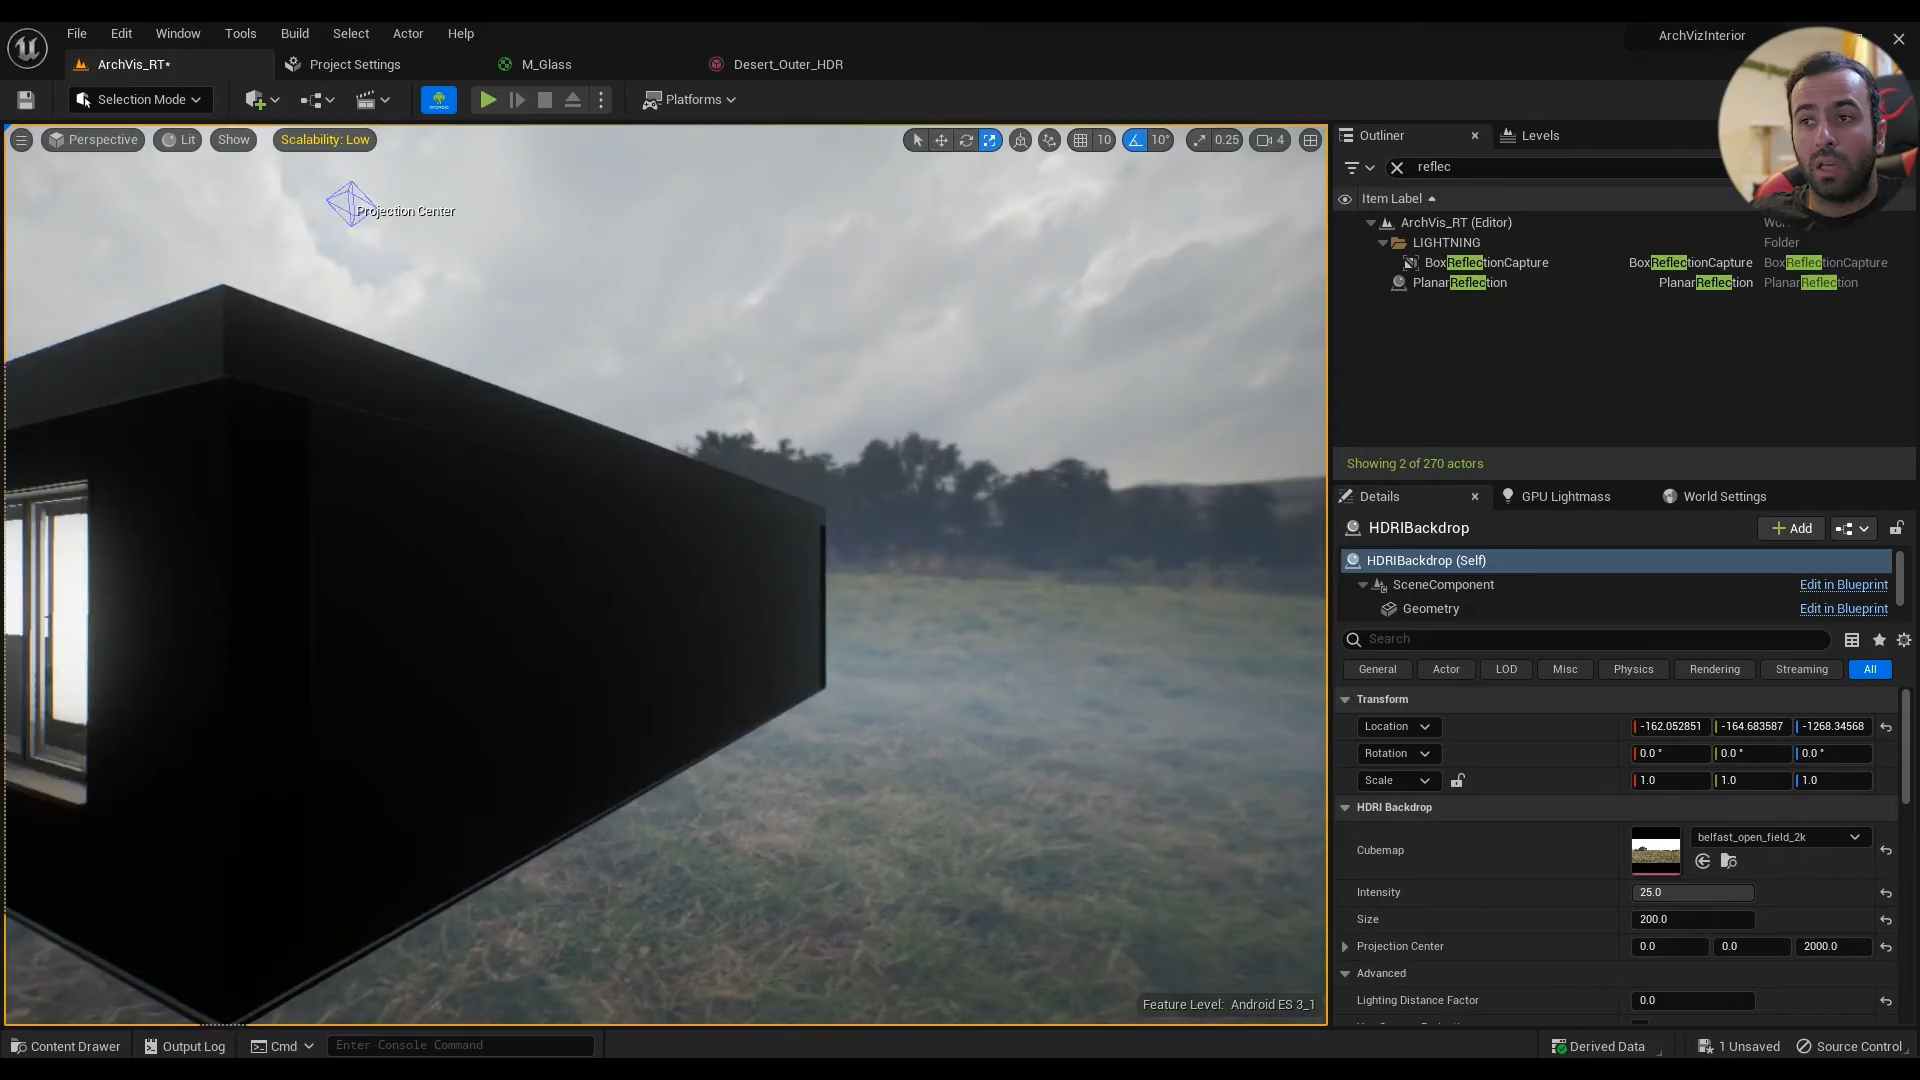 File Edit Window Tools Build Select Actor Help
ArchVizInterior
ArchVis_RT*
Project Settings
M_Glass
Desert_Outer_HDR
Selection Mode
Platforms
Perspective
Lit
Show
Scalability: Low
10
10°
0.25
4
Projection Center
Feature Level: Android ES 3_1
Outliner
Levels
reflec
Item Label
ArchVis_RT (Editor)
LIGHTNING Folder
BoxReflectionCapture BoxReflectionCapture BoxReflectionCapture
PlanarReflection PlanarReflection PlanarReflection
Showing 2 of 270 actors
Details
GPU Lightmass
World Settings
HDRIBackdrop
Add
HDRIBackdrop (Self)
SceneComponent Edit in Blueprint
Geometry Edit in Blueprint
Search
General Actor LOD Misc Physics Rendering Streaming All
Transform
Location -162.052851 -164.683587 -1268.34568
Rotation 0.0 ° 0.0 ° 0.0 °
Scale 1.0 1.0 1.0
HDRI Backdrop
Cubemap belfast_open_field_2k
Intensity 25.0
Size 200.0
Projection Center 0.0 0.0 2000.0
Advanced
Lighting Distance Factor 0.0
Content Drawer
Output Log
Cmd
Enter Console Command
Derived Data
1 Unsaved
Source Control